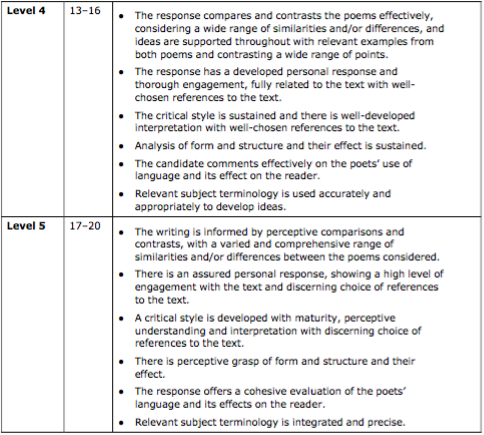 Level 4
13–16
• The response compares and contrasts the poems effectively,
considering a wide range of similarities and/or differences, and
ideas are supported throughout with relevant examples from
both poems and contrasting a wide range of points.
• The response has a developed personal response and
thorough engagement, fully related to the text with well-
chosen references to the text.
• The critical style is sustained and there is well-developed
interpretation with well-chosen references to the text.
• Analysis of form and structure and their effect is sustained.
• The candidate comments effectively on the poets’ use of
language and its effect on the reader.
• Relevant subject terminology is used accurately and
appropriately to develop ideas.
Level 5
17–20
• The writing is informed by perceptive comparisons and
contrasts, with a varied and comprehensive range of
similarities and/or differences between the poems considered.
• There is an assured personal response, showing a high level of
engagement with the text and discerning choice of references
to the text.
• A critical style is developed with maturity, perceptive
understanding and interpretation with discerning choice of
references to the text.
• There is perceptive grasp of form and structure and their
effect.
• The response offers a cohesive evaluation of the poets’
language and its effects on the reader.
• Relevant subject terminology is integrated and precise.